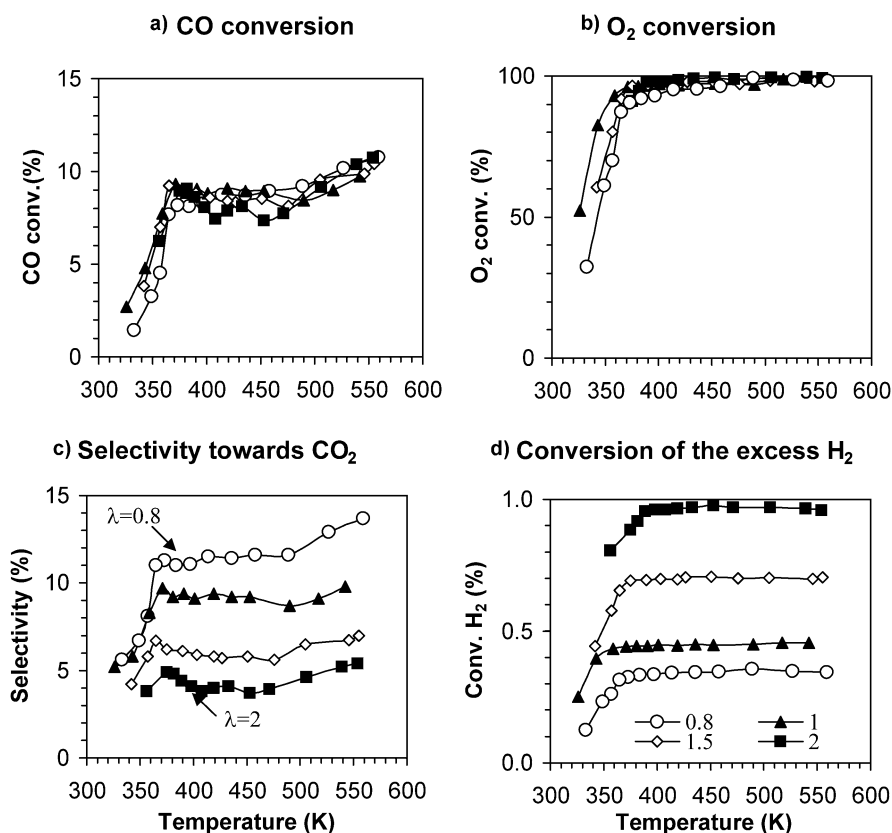 a) CO conversion
b) O2 conversion
15
10
5
0
CO conv.(%)
300 350 400 450 500 550 600
100
50
0
O2 conv. (%)
300 350 400 450 500 550 600
c) Selectivity towards CO2
d) Conversion of the excess H2
15
10
5
0
Selectivity (%)
λ=0.8
λ=2
300 350 400 450 500 550 600
Temperature (K)
1.0
0.5
0.0
Conv. H2 (%)
0.8 1
1.5 2
300 350 400 450 500 550 600
Temperature (K)